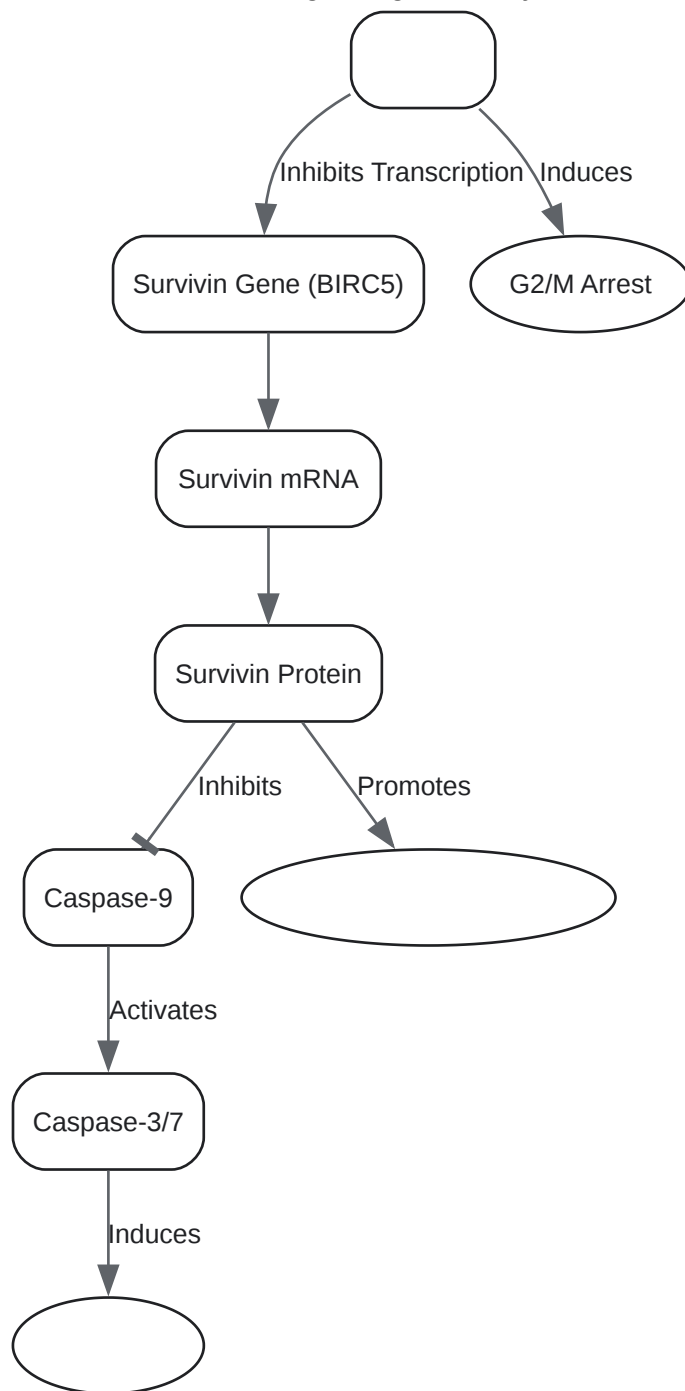 Inhibits Transcription
Induces
Survivin Gene (BIRC5)
G2/M Arrest
Survivin mRNA
Survivin Protein
Inhibits
Promotes
Caspase-9
Activates
Caspase-3/7
Induces